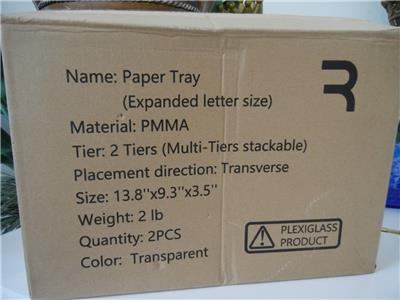 Name: Paper Tray
(Expanded letter size)
Material: PMMA
Tier: 2 Tiers (Multi-Tiers stackable)
Placement direction: Transverse
Size: 13.8''x9.3''x3.5''
Weight: 2 lb
Quantity: 2PCS
Color: Transparent
R
! PLEXIGLASS
PRODUCT